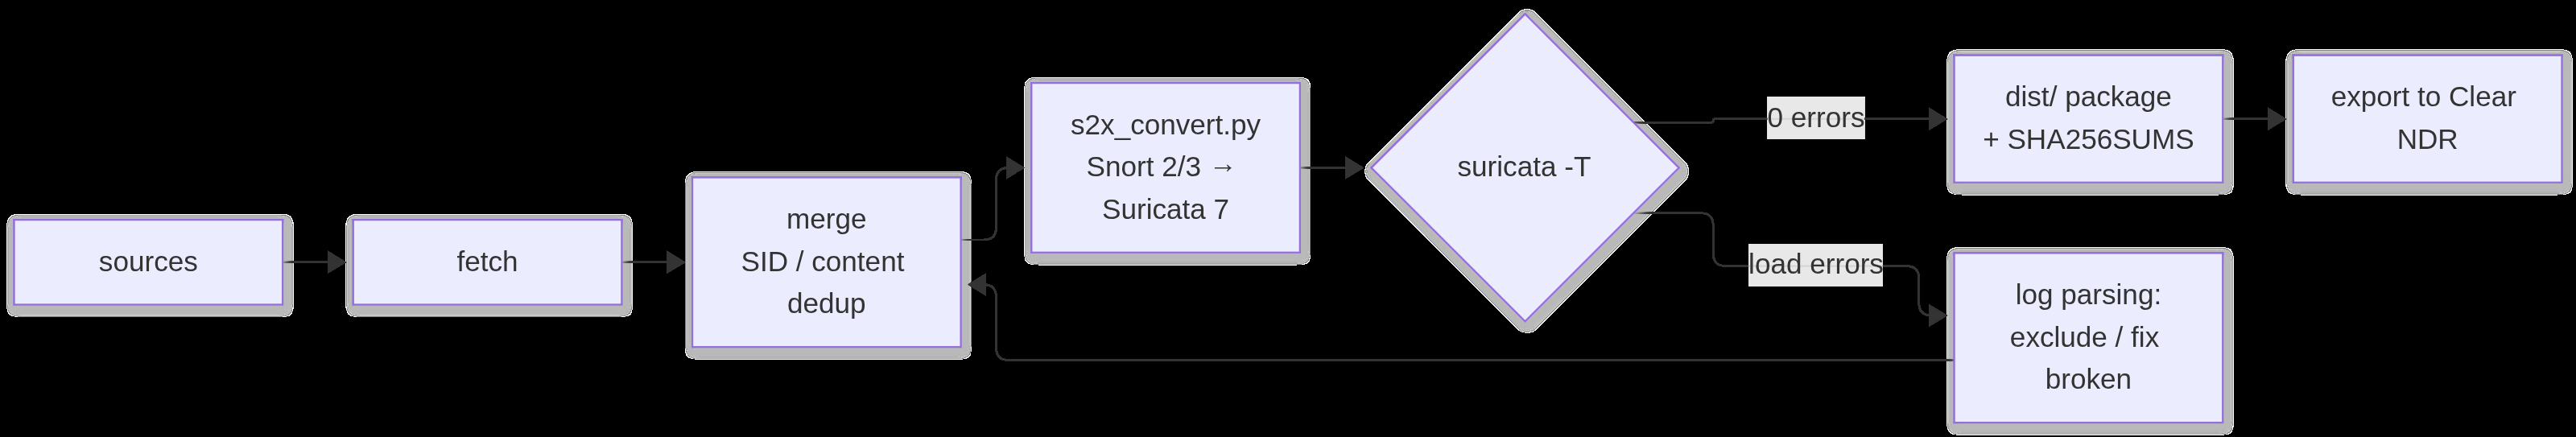 sources
fetch
merge
SID / content
dedup
s2x_convert.py
Snort 2/3 →
Suricata 7
suricata -T
0 errors
load errors
dist/ package
+ SHA256SUMS
export to Clear
NDR
log parsing:
exclude / fix
broken